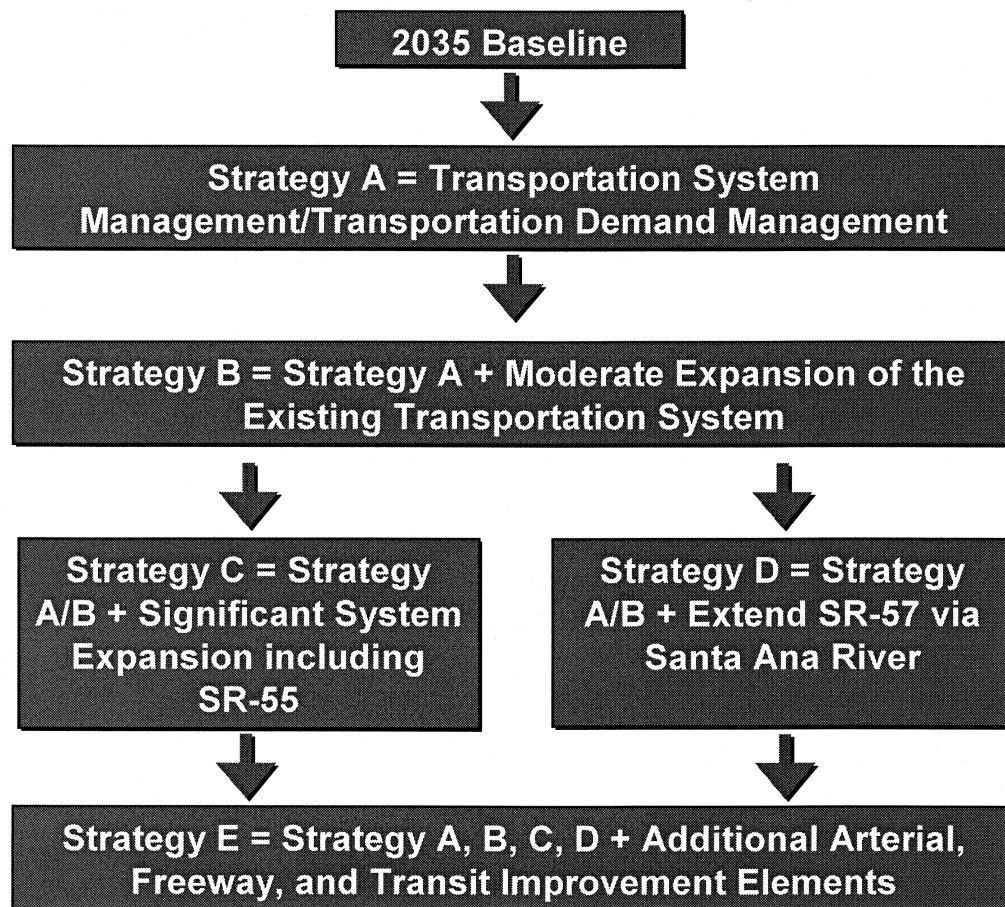 2035 Baseline
Strategy A = Transportation System
Management/Transportation Demand Management
Strategy B = Strategy A + Moderate Expansion of the
Existing Transportation System
Strategy C = Strategy
A/B + Significant System
Expansion including
SR-55
Strategy D = Strategy
A/B + Extend SR-57 via
Santa Ana River
Strategy E = Strategy A, B, C, D + Additional Arterial,
Freeway, and Transit Improvement Elements